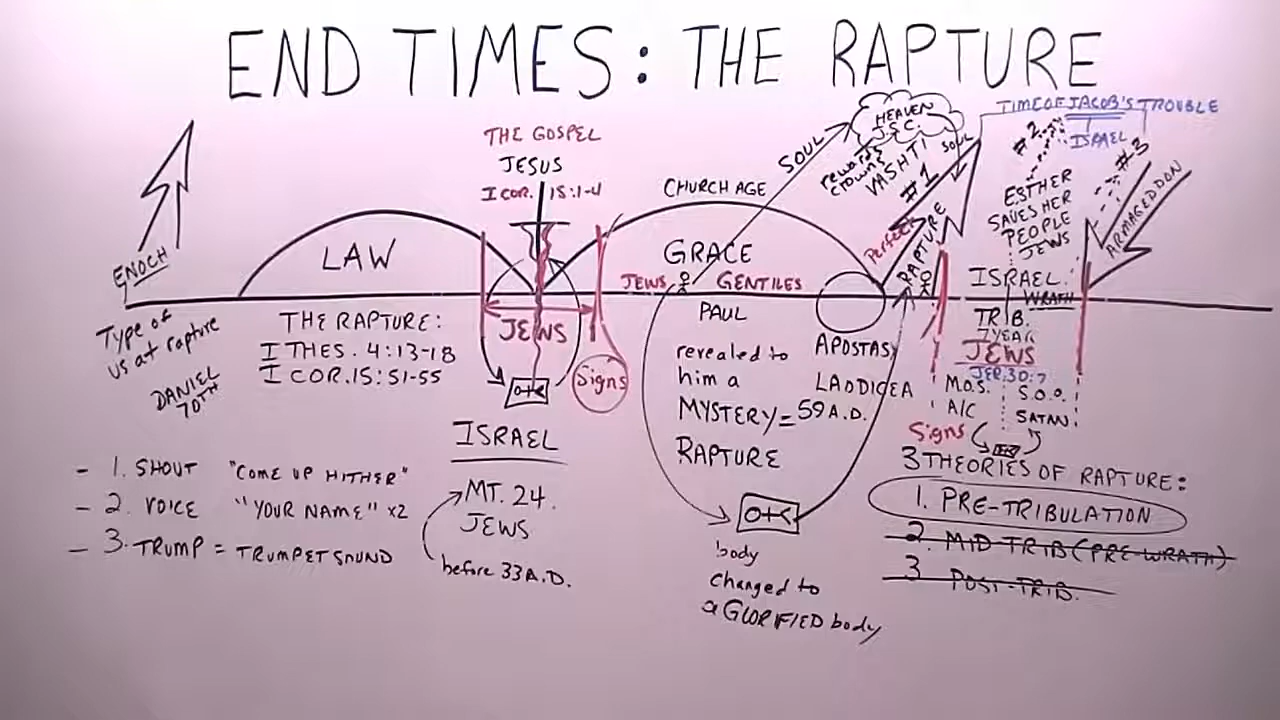 END TIMES: THE RAPTURE
ENOCH
Type of
us at rapture
DANIEL
70TH
LAW
THE RAPTURE:
I THES. 4:13-18
I COR.15:51-55
THE GOSPEL
JESUS
I COR. 15:1-4
JEWS
Signs
ISRAEL
MT. 24.
JEWS
before 33 A.D.
- 1. SHOUT "COME UP HITHER"
- 2. VOICE "YOUR NAME" x2
- 3. TRUMP = TRUMPET SOUND
CHURCH AGE
GRACE
JEWS GENTILES
PAUL
revealed to
him a
MYSTERY = 59 A.D.
RAPTURE
APOSTASY
LAODICEA
body
changed to
a GLORIFIED body
SOUL
HEAVEN
J.S.C.
rewards
crowns
VASHTI
SOUL
#1
Perfect
RAPTURE
TIME OF JACOB'S TROUBLE
ISRAEL
#2
#3
ESTHER
SAVES HER
PEOPLE
JEWS
ARMAGEDDON
ISRAEL
WRATH
TRIB.
7 YEAR
JEWS
JER.30:7
M.O.S.
A/C
S.O.P.
SATAN
Signs
3 THEORIES OF RAPTURE:
1. PRE-TRIBULATION
2. MID TRIB (PRE-WRATH)
3 POST-TRIB.